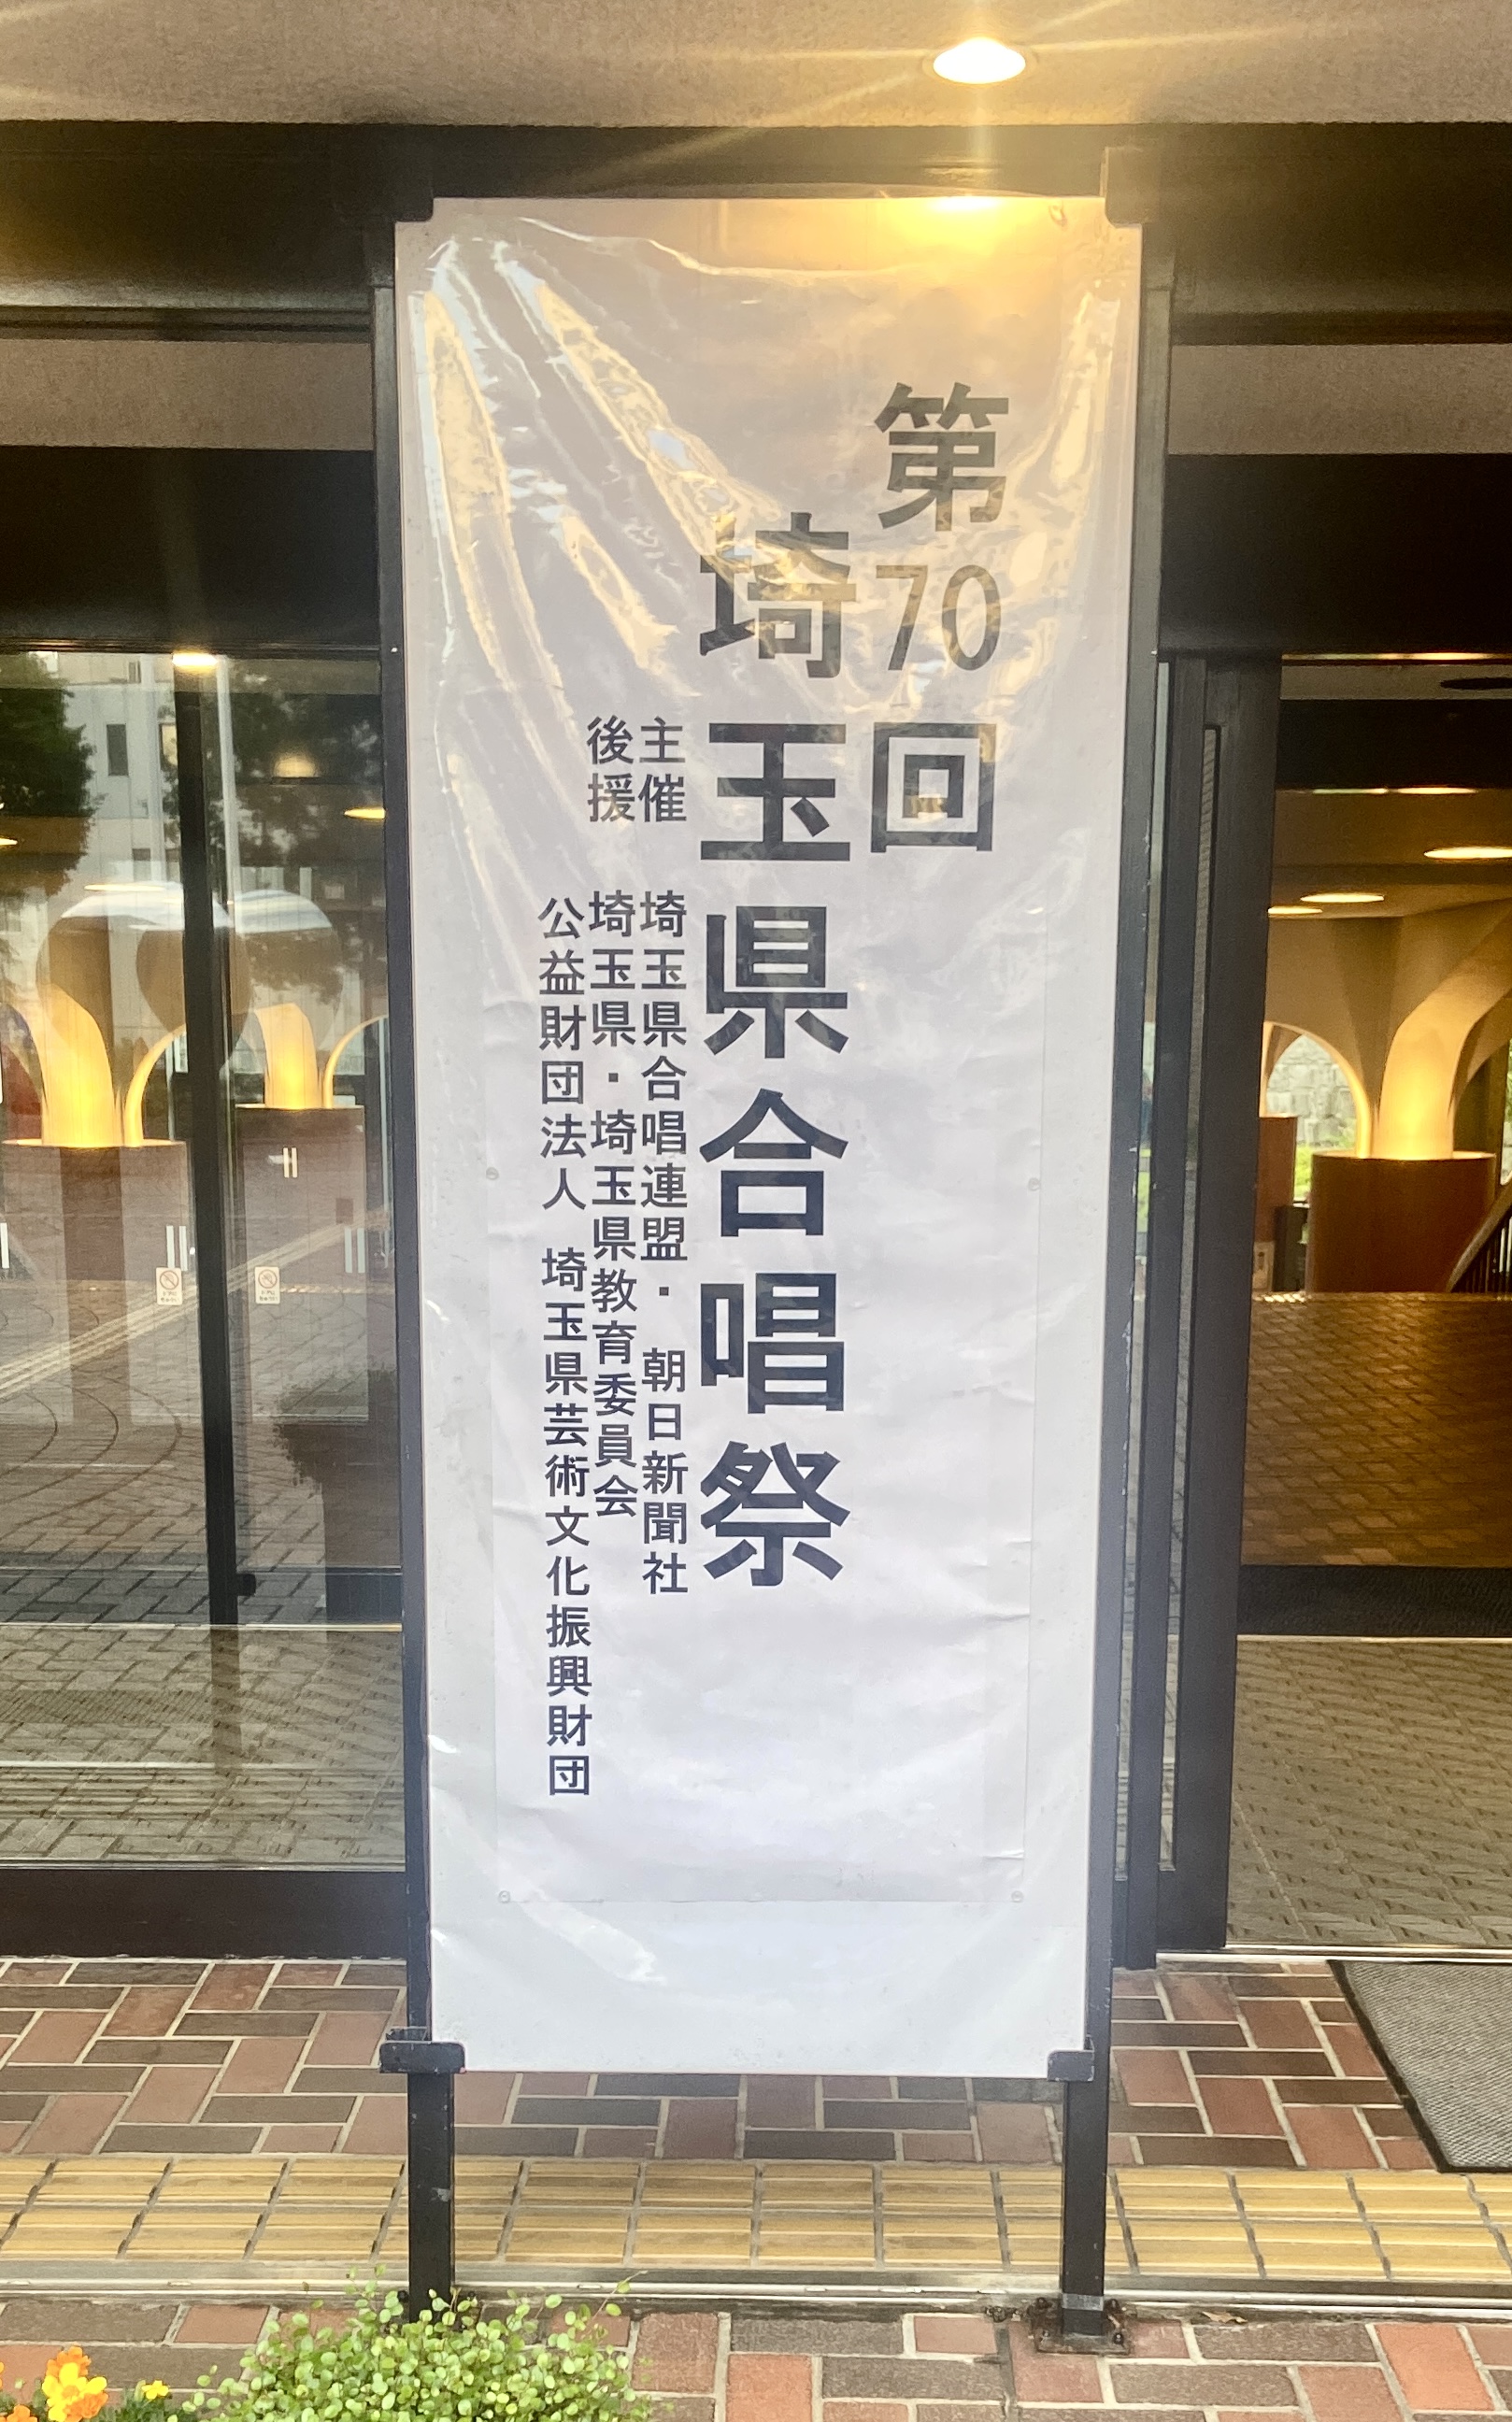 第70回
埼玉県合唱祭
主催 埼玉県合唱連盟・朝日新聞社
後援 埼玉県・埼玉県教育委員会
公益財団法人 埼玉県芸術文化振興財団